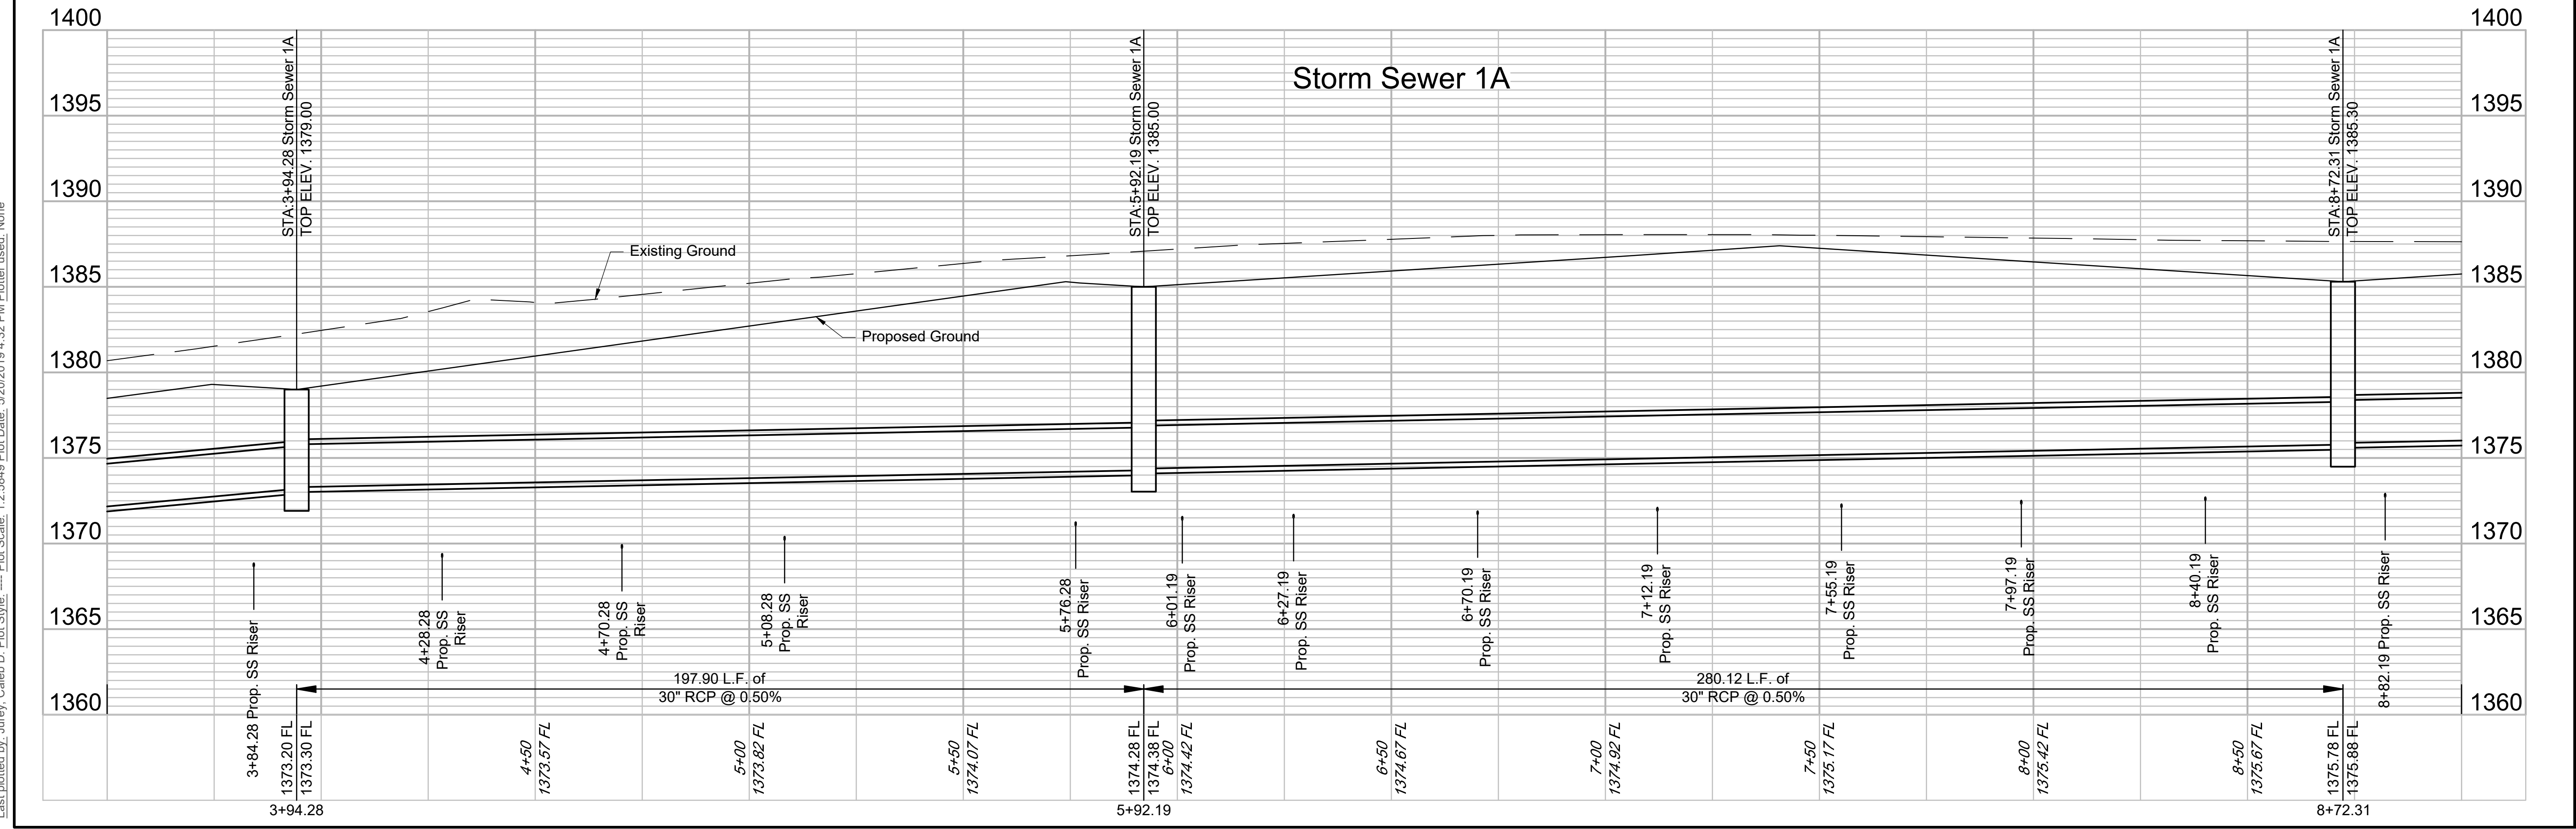 1400
1395
1390
1385
1380
1375
1370
1365
1360
Storm Sewer 1A
STA:3+94.28 Storm Sewer 1A
TOP ELEV. 1379.00
STA:5+92.19 Storm Sewer 1A
TOP ELEV. 1385.00
STA:8+72.31 Storm Sewer 1A
TOP ELEV. 1385.30
1400
1395
1390
1385
1380
1375
1370
1365
1360
Existing Ground
Proposed Ground
3+84.28 Prop. SS Riser
4+28.28
Prop. SS
Riser
4+70.28
Prop. SS
Riser
5+08.28
Prop. SS
Riser
5+76.28
Prop. SS Riser
6+01.19
Prop. SS Riser
6+27.19
Prop. SS Riser
6+70.19
Prop. SS Riser
7+12.19
Prop. SS Riser
7+55.19
Prop. SS Riser
7+97.19
Prop. SS Riser
8+40.19
Prop. SS Riser
8+82.19 Prop. SS Riser
197.90 L.F. of
30" RCP @ 0.50%
280.12 L.F. of
30" RCP @ 0.50%
1373.20 FL
1373.30 FL
4+50
1373.57 FL
5+00
1373.82 FL
5+50
1374.07 FL
1374.28 FL
1374.38 FL
6+00
1374.42 FL
6+50
1374.67 FL
7+00
1374.92 FL
7+50
1375.17 FL
8+00
1375.42 FL
8+50
1375.67 FL
1375.78 FL
1375.88 FL
3+94.28
5+92.19
8+72.31